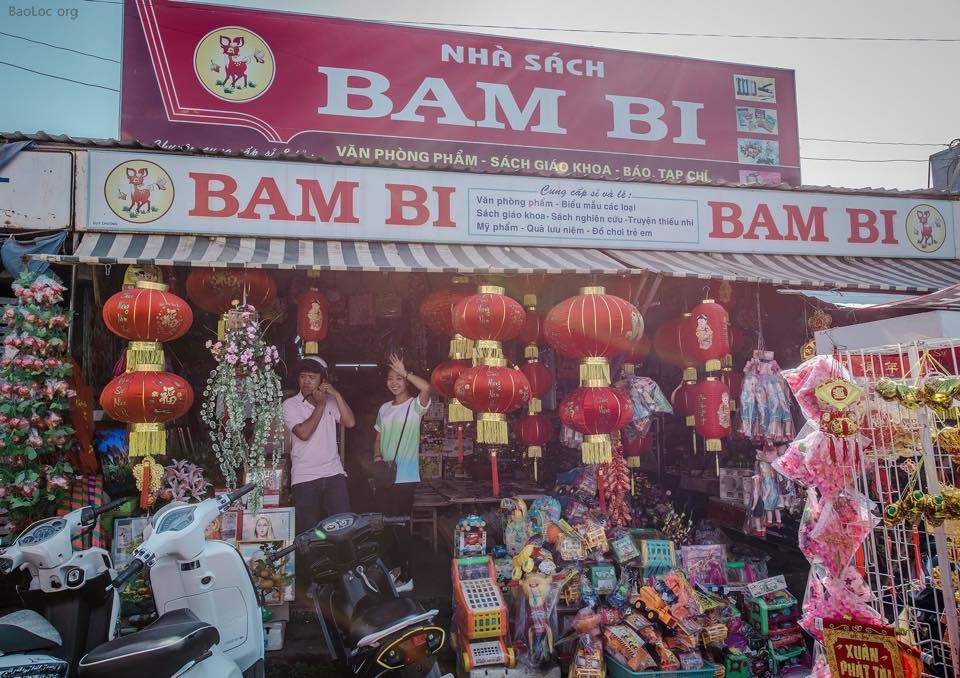 BaoLoc org
NHÀ SÁCH
BAM BI
VĂN PHÒNG PHẨM - SÁCH GIÁO KHOA - BÁO, TẠP CHÍ
BAM BI
Cung cấp sỉ và lẻ:
Văn phòng phẩm - Biểu mẫu các loại
Sách giáo khoa - Sách nghiên cứu - Truyện thiếu nhi
Mỹ phẩm - Quà lưu niệm - Đồ chơi trẻ em
BAM BI
XUÂN
PHÁT TÀI